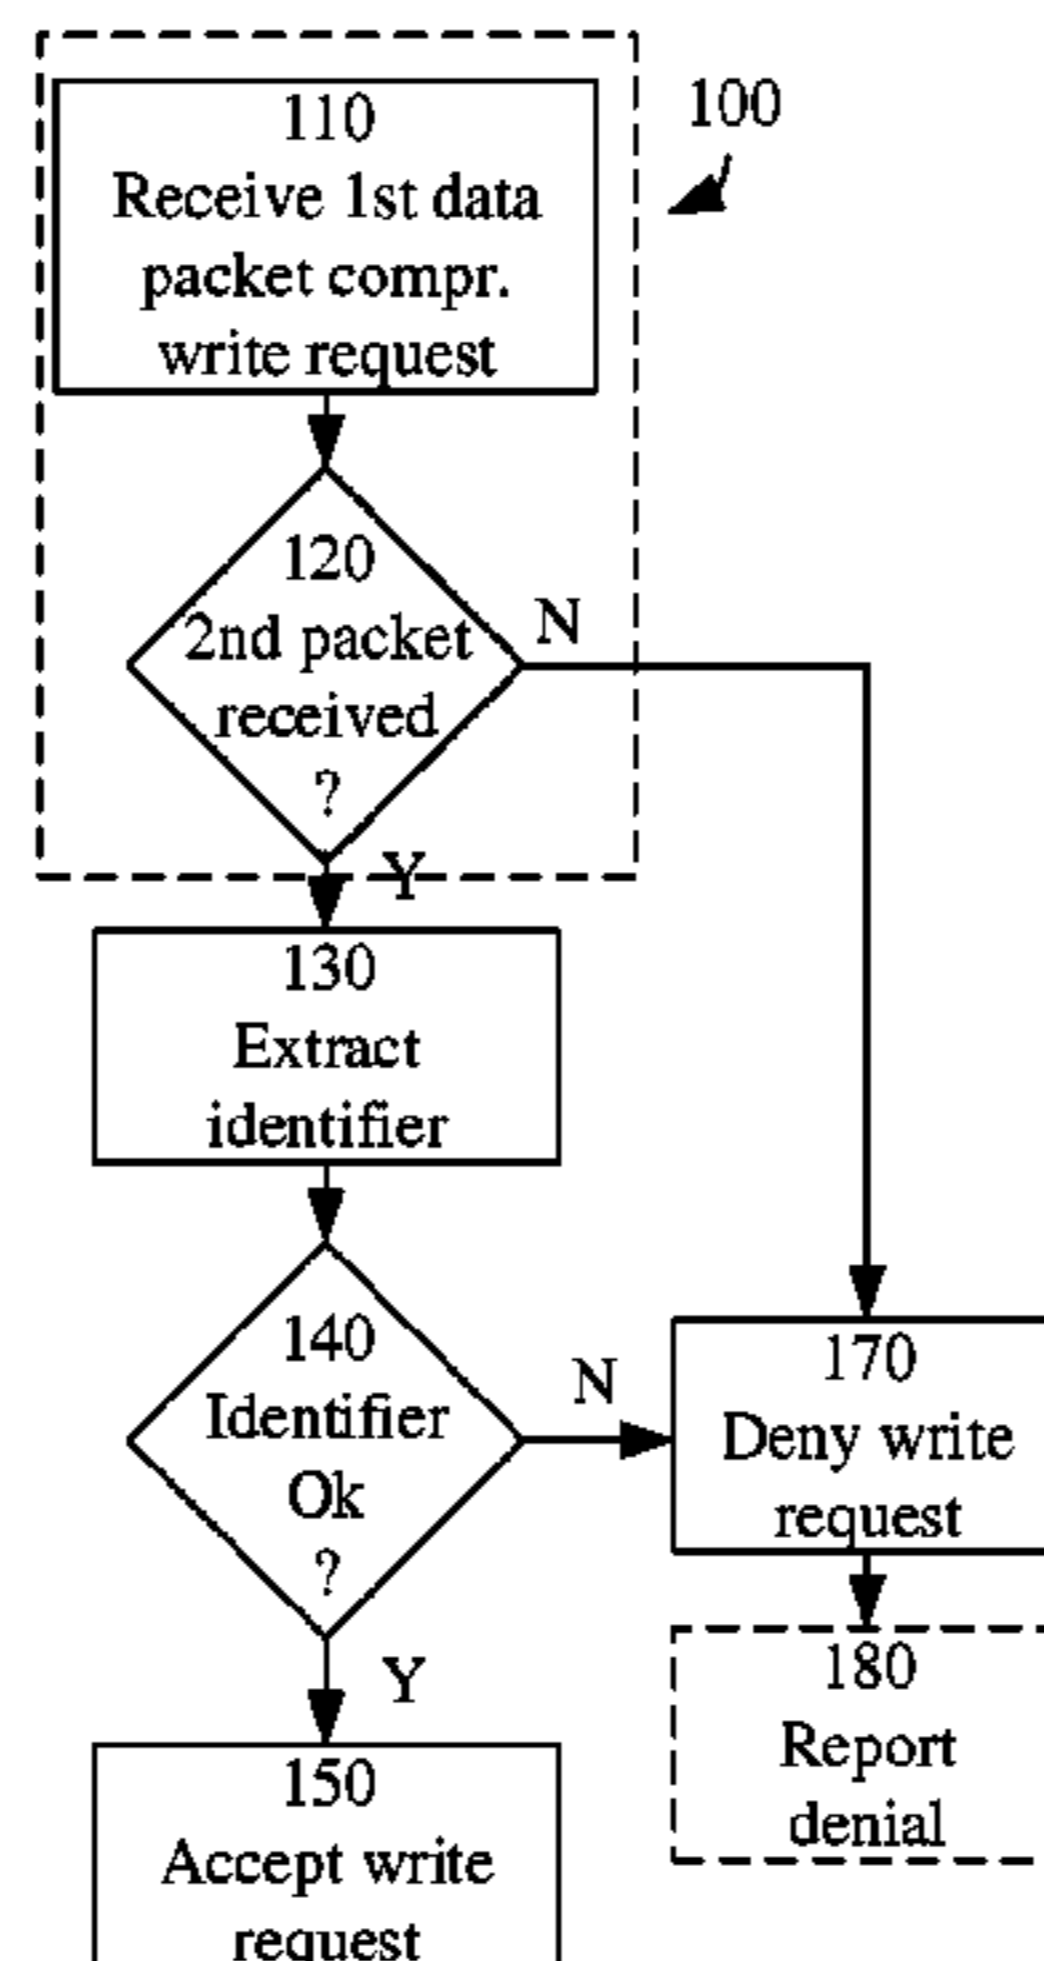 100
110
Receive 1st data
packet compr.
write request
120
2nd packet
received
?
N
Y
130
Extract
identifier
140
Identifier
Ok
?
N
Y
170
Deny write
request
180
Report
denial
150
Accept write
request